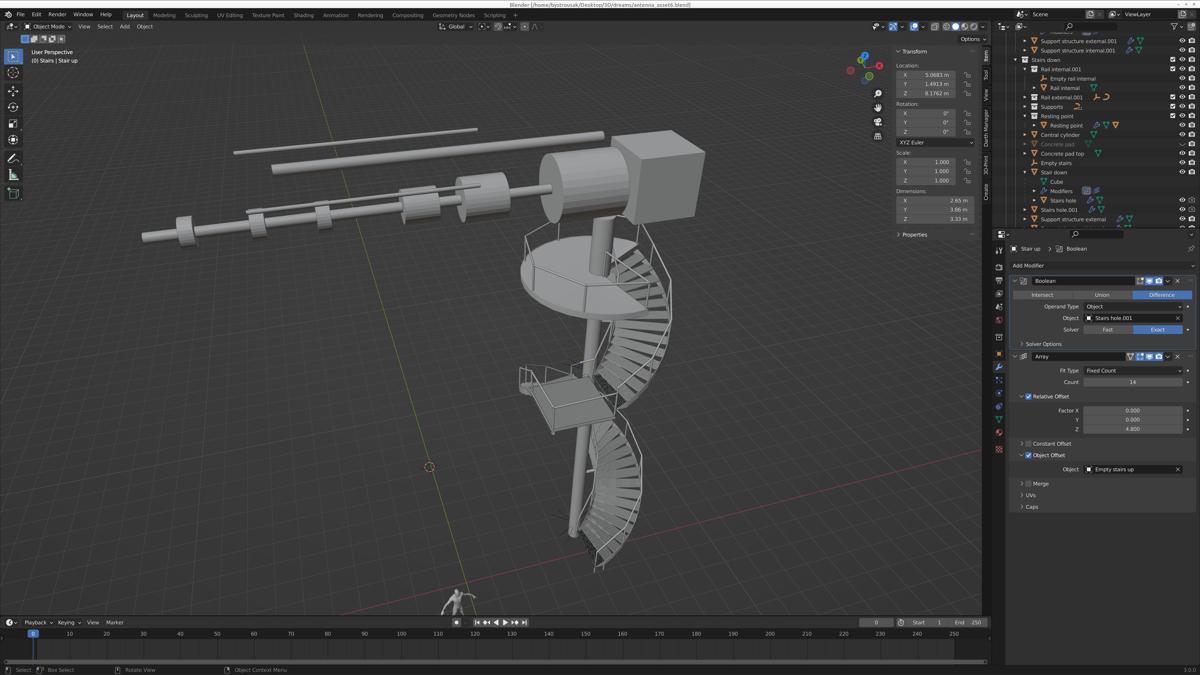 Blender [/home/bystrousak/Desktop/3D/dreams/antenna_asset6.blend]
File Edit Render Window Help Layout Modeling Sculpting UV Editing Texture Paint Shading Animation Rendering Compositing Geometry Nodes Scripting + Scene ViewLayer
Object Mode View Select Add Object Global
Options
User Perspective
(0) Stairs | Stair up
Transform
Location:
X 5.0683 m
Y 1.4913 m
Z 8.1762 m
Rotation:
X 0°
Y 0°
Z 0°
XYZ Euler
Scale:
X 1.000
Y 1.000
Z 1.000
Dimensions:
X 2.65 m
Y 3.86 m
Z 3.33 m
Properties
Item
Tool
View
Darth Manager
3D-Print
Create
Support structure external.001
Support structure internal.001
Stairs down
Rail internal.001
Empty rail internal
Rail internal
Rail external.001
Supports
Resting point
Resting point
Central cylinder
Concrete pad
Concrete pad top
Empty stairs
Stair down
Cube
Modifiers
Stairs hole
Stairs hole.001
Support structure external
Stair up > Boolean
Add Modifier
Boolean
Intersect Union Difference
Operand Type Object
Object Stairs hole.001
Solver Fast Exact
Solver Options
Array
Fit Type Fixed Count
Count 14
Relative Offset
Factor X 0.000
Y 0.000
Z 4.800
Constant Offset
Object Offset
Object Empty stairs up
Merge
UVs
Caps
Playback Keying View Marker 0 Start 1 End 250
0 10 20 30 40 50 60 70 80 90 100 110 120 130 140 150 160 170 180 190 200 210 220 230 240 250
Select Box Select Rotate View Object Context Menu 3.0.0